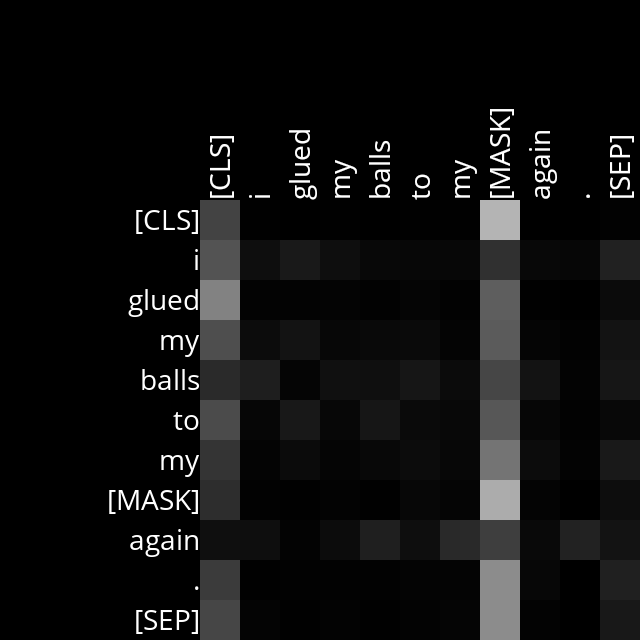 [CLS] i glued my balls to my [MASK] again . [SEP]
[CLS]
i
glued
my
balls
to
my
[MASK]
again
.
[SEP]